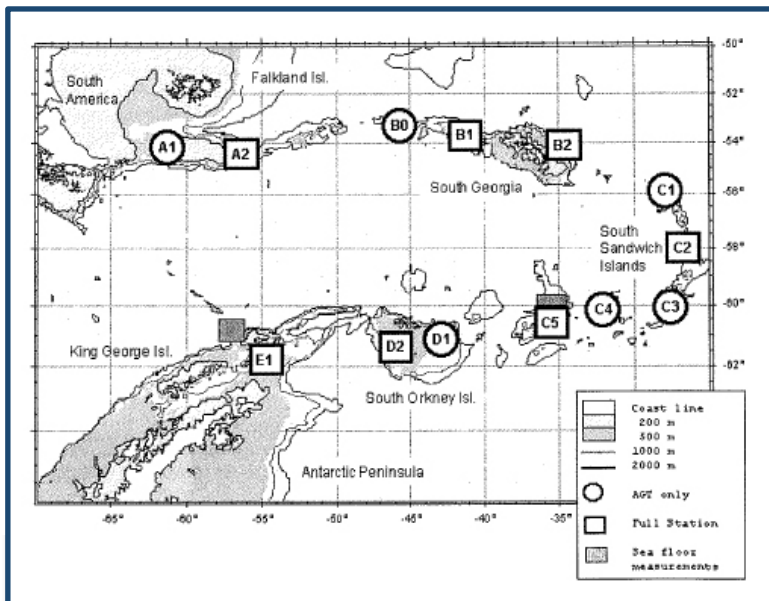 -50°
Falkland Isl.
South
America
-52°
B0
B1
B2
-54°
A1
A2
South Georgia
C1
-56°
South
Sandwich
Islands
C2
-58°
C3
C4
C5
-60°
King George Isl.
E1
D2
D1
-62°
South Orkney Isl.
Antarctic Peninsula
-65°
-60°
-55°
-50°
-45°
-40°
-35°
Coast line
200 m
500 m
1000 m
2000 m
AGT only
Full Station
Sea floor
measurements